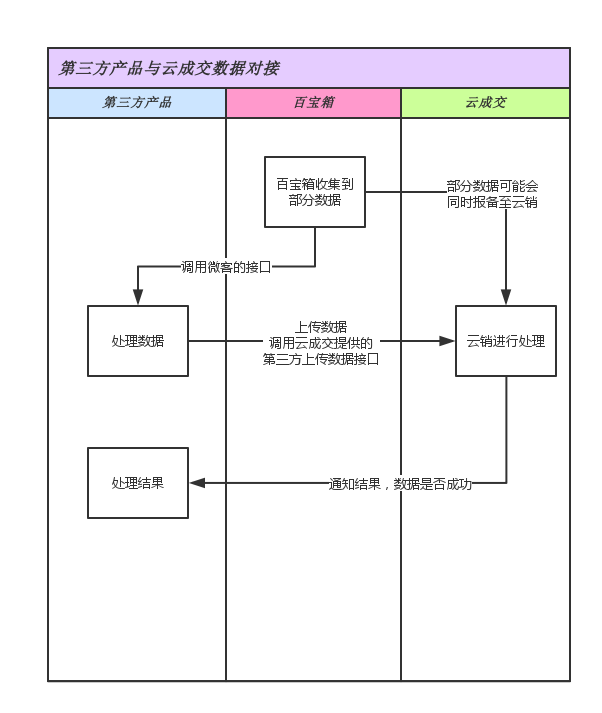 第三方产品与云成交数据对接
第三方产品
百宝箱
云成交
百宝箱收集到
部分数据
部分数据可能会
同时报备至云销
调用微客的接口
处理数据
上传数据
调用云成交提供的
第三方上传数据接口
云销进行处理
处理结果
通知结果，数据是否成功